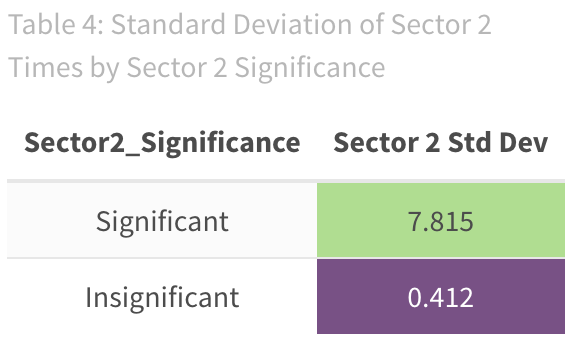 Table 4: Standard Deviation of Sector 2
Times by Sector 2 Significance
Sector2_Significance Sector 2 Std Dev
Significant 7.815
Insignificant 0.412